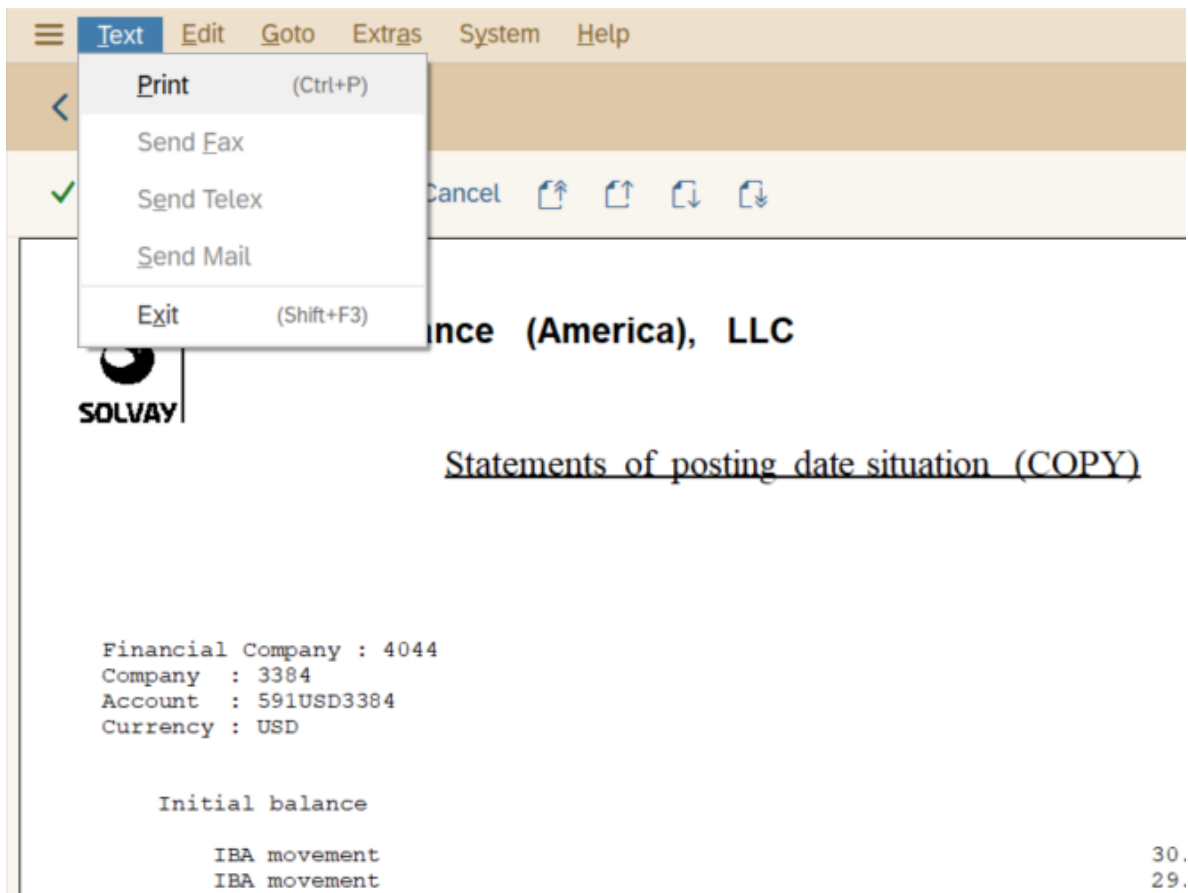 Text Edit Goto Extras System Help
Print (Ctrl+P)
Send Fax
Send Telex
Cancel
Send Mail
Exit (Shift+F3)
(America), LLC
SOLVAY
Statements of posting date situation (COPY)
Financial Company : 4044
Company : 3384
Account : 591USD3384
Currency : USD
Initial balance
IBA movement 30.
IBA movement 29.